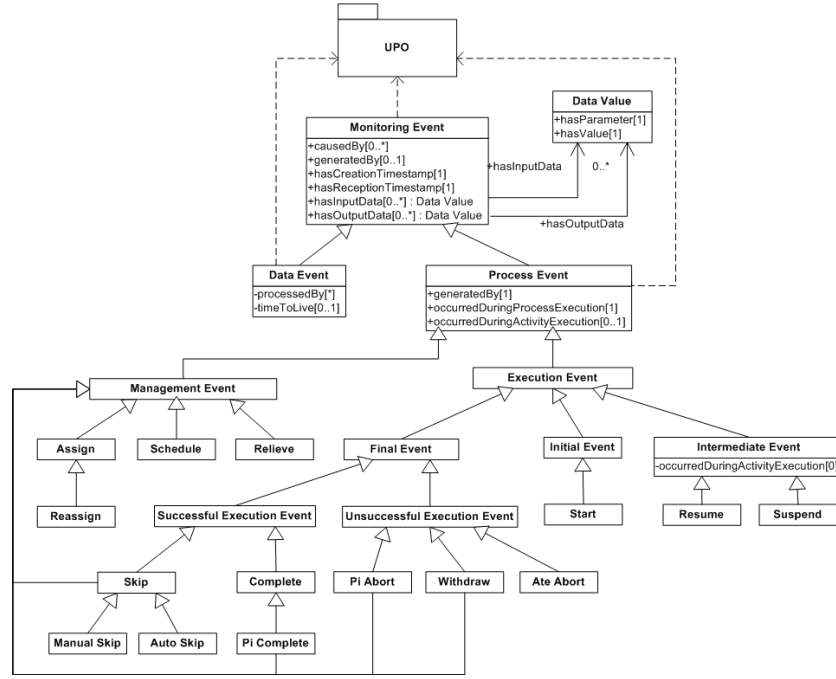 UPO
Data Value
+hasParameter[1]
+hasValue[1]
Monitoring Event
+causedBy[0..*]
+generatedBy[0..1]
+hasCreationTimestamp[1]
+hasReceptionTimestamp[1]
+hasInputData[0..*] : Data Value
+hasOutputData[0..*] : Data Value
+hasInputData
0..*
+hasOutputData
Data Event
-processedBy[*]
-timeToLive[0..1]
Process Event
+generatedBy[1]
+occurredDuringProcessExecution[1]
+occurredDuringActivityExecution[0..1]
Management Event
Execution Event
Assign
Schedule
Relieve
Final Event
Initial Event
Intermediate Event
-occurredDuringActivityExecution[0]
Reassign
Successful Execution Event
Unsuccessful Execution Event
Start
Resume
Suspend
Skip
Complete
Pi Abort
Withdraw
Ate Abort
Manual Skip
Auto Skip
Pi Complete